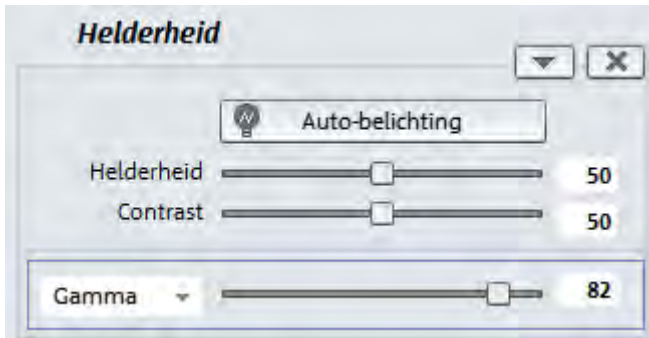 Helderheid
Auto-belichting
Helderheid 50
Contrast 50
Gamma 82